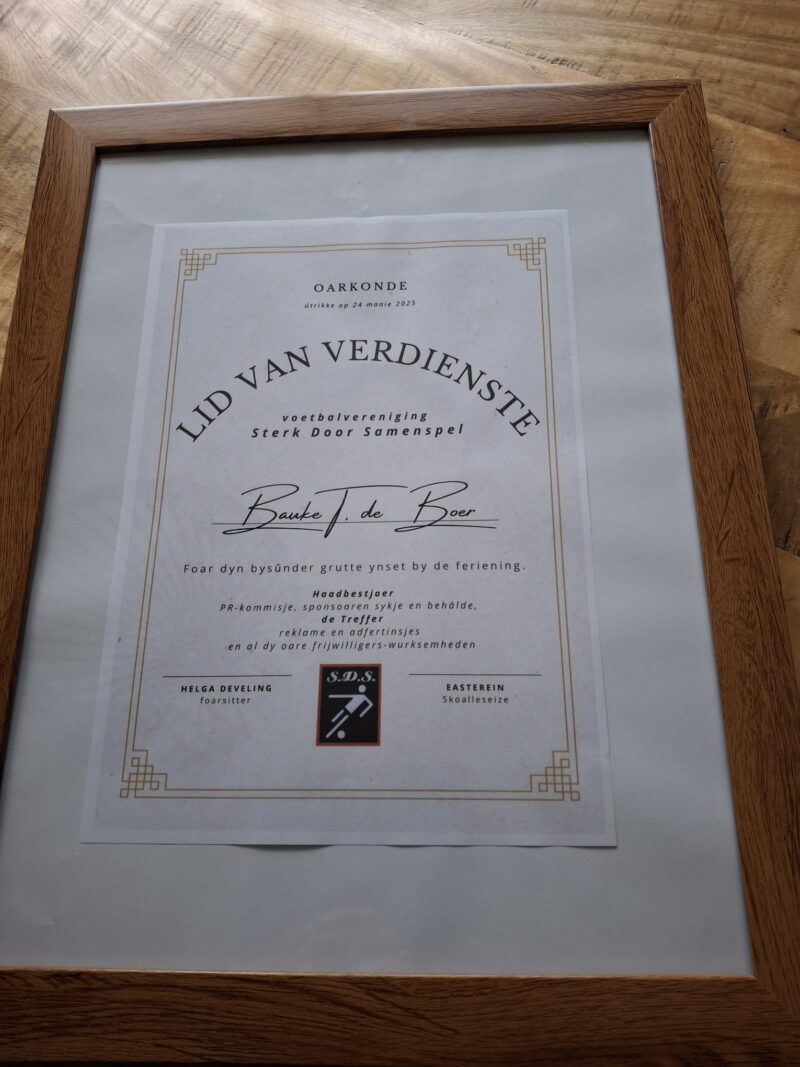 OARKONDE
útrikke op 24 maaie 2025
LID VAN VERDIENSTE
voetbalvereniging
Sterk Door Samenspel
Bauke T. de Boer
Foar dyn bysûnder grutte ynset by de feriening.
Haadbestjoer
PR-kommisje, sponsoaren sykje en behâlde,
de Treffer
reklame en adfertinsjes
en al dy oare frijwilligers-wurksemheden
HELGA DEVELING
foarsitter
S.D.S.
EASTEREIN
Skoalleseize